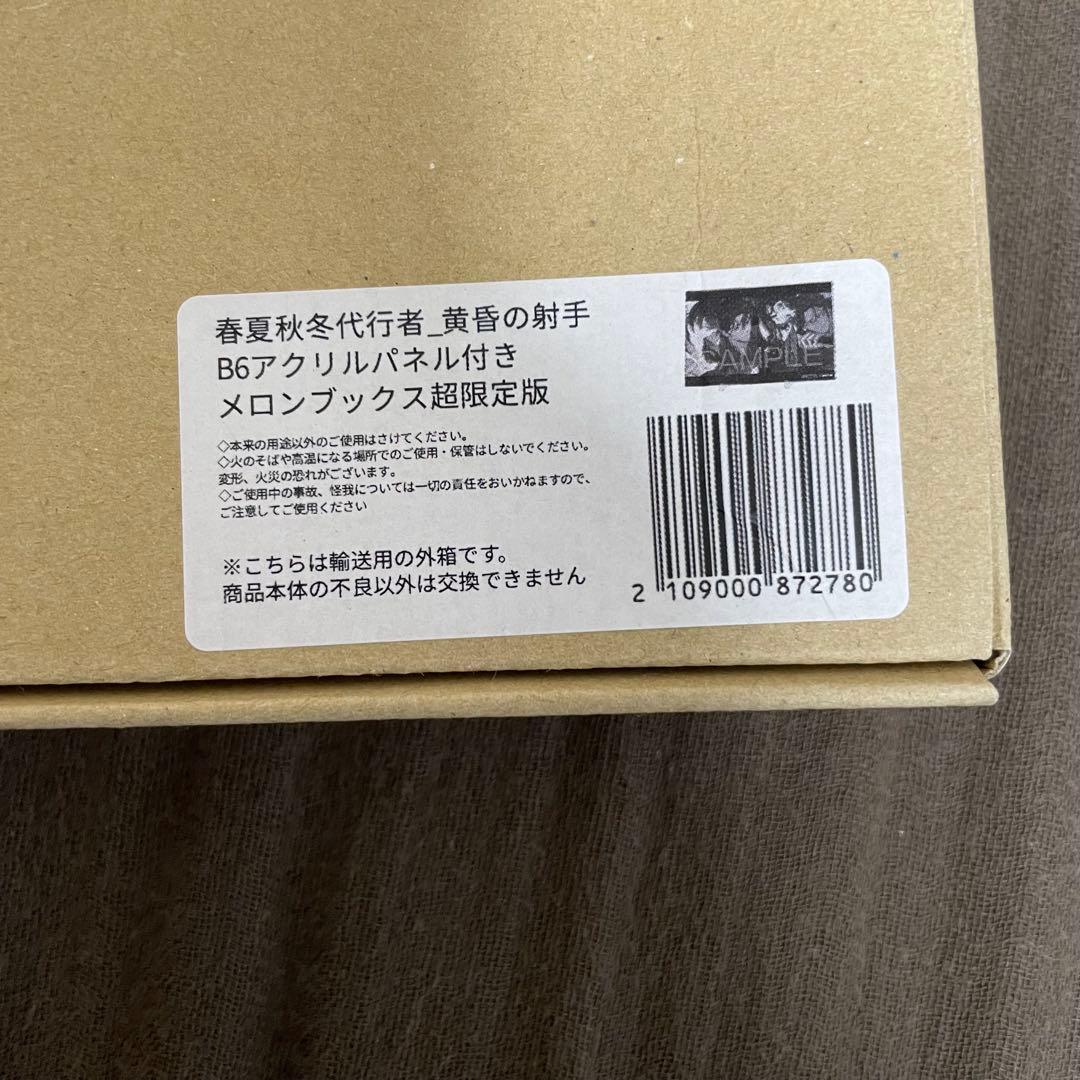 春夏秋冬代行者_黄昏の射手
B6アクリルパネル付き
メロンブックス超限定版
◇本来の用途以外のご使用はさけてください。
◇火のそばや高温になる場所でのご使用・保管はしないでください。
変形、火災の恐れがございます。
◇ご使用中の事故、怪我については一切の責任をおいかねますので、
ご注意してご使用ください
※こちらは輸送用の外箱です。
商品本体の不良以外は交換できません
SAMPLE
2 109000 872780